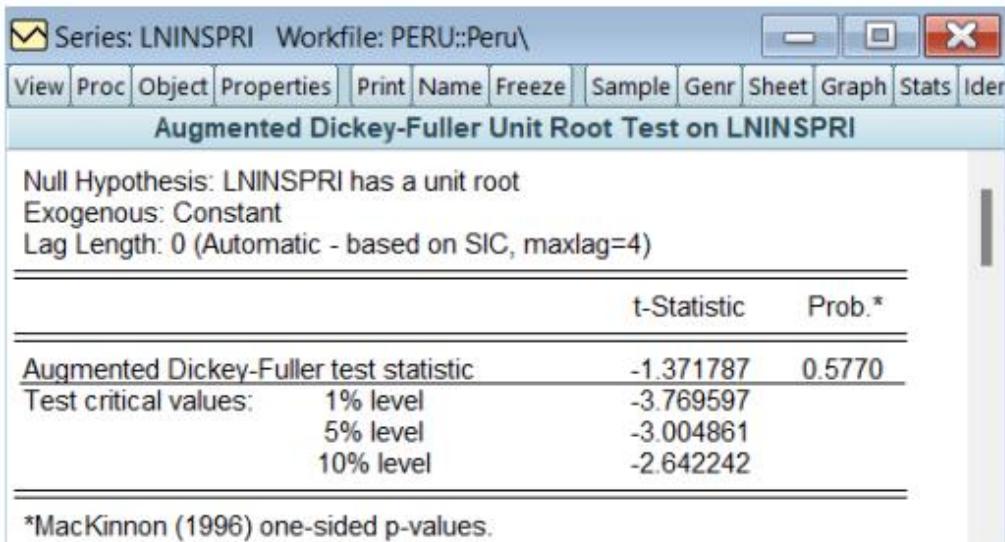 Series: LNINSPRI Workfile: PERU::Peru\
View Proc Object Properties Print Name Freeze Sample Genr Sheet Graph Stats Iden
Augmented Dickey-Fuller Unit Root Test on LNINSPRI
Null Hypothesis: LNINSPRI has a unit root
Exogenous: Constant
Lag Length: 0 (Automatic - based on SIC, maxlag=4)
t-Statistic Prob.*
Augmented Dickey-Fuller test statistic -1.371787 0.5770
Test critical values: 1% level -3.769597
5% level -3.004861
10% level -2.642242
*MacKinnon (1996) one-sided p-values.